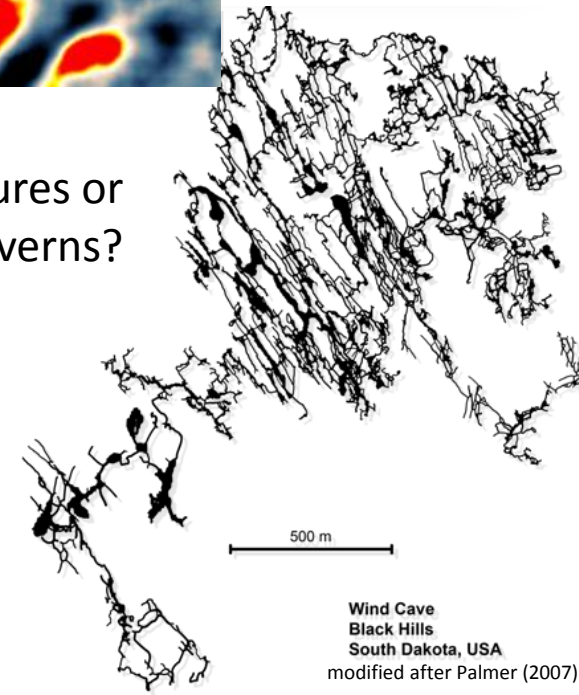 ures or
verns?
500 m
Wind Cave
Black Hills
South Dakota, USA
modified after Palmer (2007)